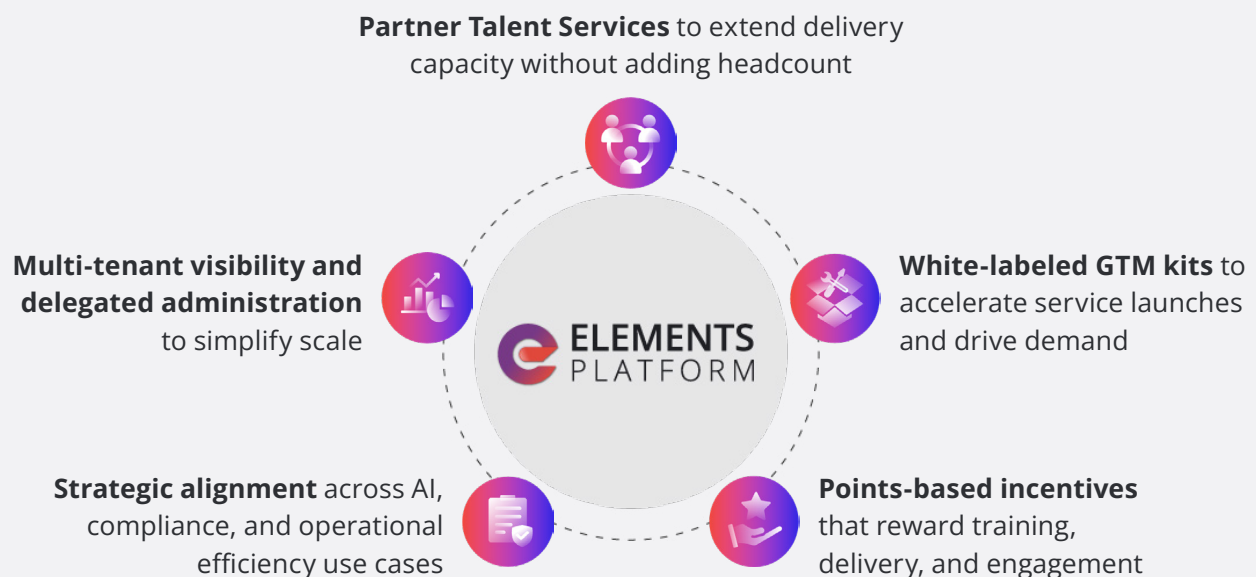 Partner Talent Services to extend delivery
capacity without adding headcount
Multi-tenant visibility and
delegated administration
to simplify scale
White-labeled GTM kits to
accelerate service launches
and drive demand
ELEMENTS
PLATFORM
Strategic alignment across AI,
compliance, and operational
efficiency use cases
Points-based incentives
that reward training,
delivery, and engagement